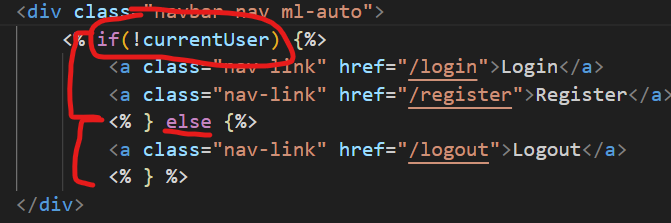 <div class="navbar-nav ml-auto">
<% if(!currentUser) {%>
<a class="nav-link" href="/login">Login</a>
<a class="nav-link" href="/register">Register</a>
<% } else {%>
<a class="nav-link" href="/logout">Logout</a>
<% } %>
</div>